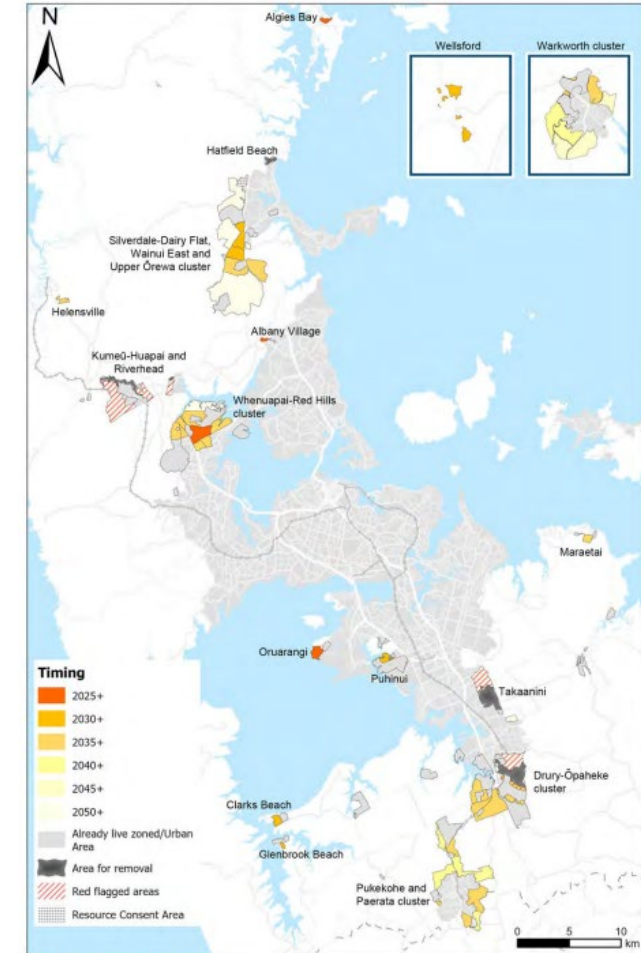 N
Algies Bay
Wellsford
Warkworth cluster
Hatfield Beach
Silverdale-Dairy Flat,
Wainui East and
Upper Ōrewa cluster
Helensville
Albany Village
Kumeū-Huapai and
Riverhead
Whenuapai-Red Hills
cluster
Maraetai
Oruarangi
Puhinui
Takaanini
Drury-Ōpaheke
cluster
Clarks Beach
Glenbrook Beach
Pukekohe and
Paerata cluster
Timing
2025+
2030+
2035+
2040+
2045+
2050+
Already live zoned/Urban
Area
Area for removal
Red flagged areas
Resource Consent Area
0 5 10
km